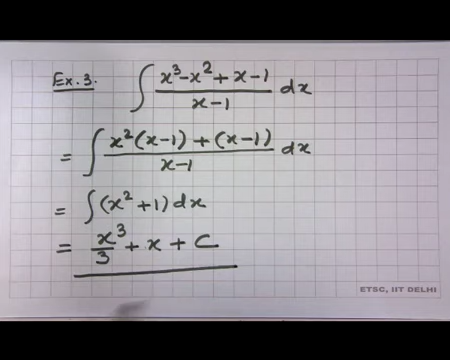 Ex. 3. ∫ (x³ - x² + x - 1)/(x - 1) dx
= ∫ (x²(x - 1) + (x - 1))/(x - 1) dx
= ∫ (x² + 1) dx
= x³/3 + x + C
ETSC, IIT DELHI